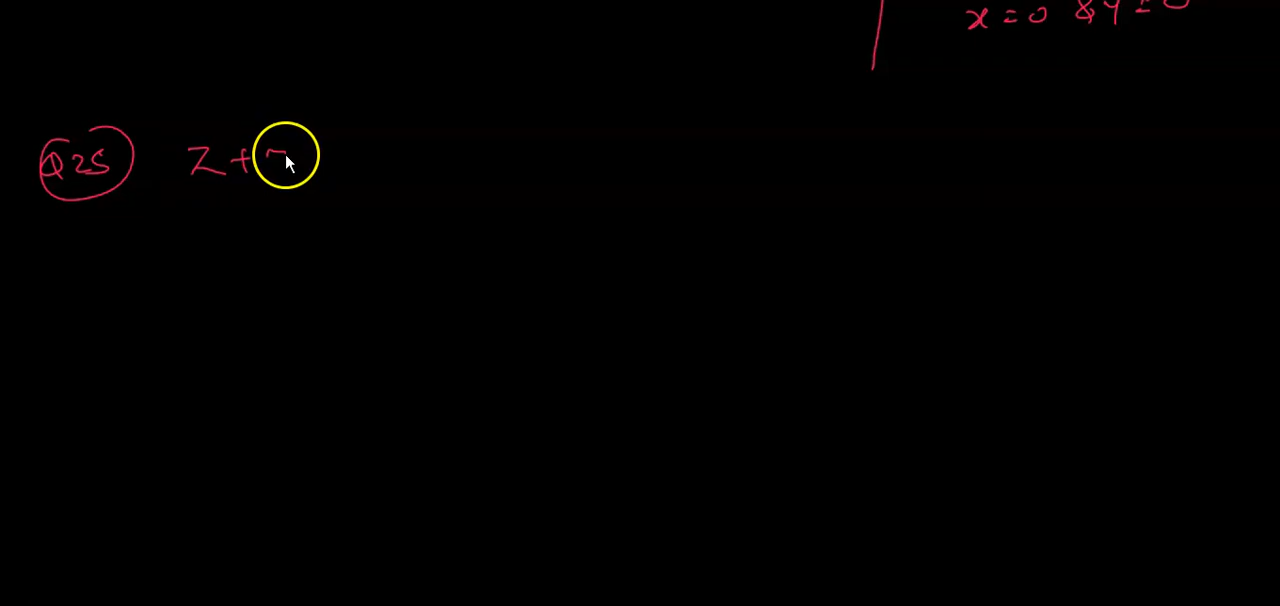 x = 0 & y = 0
Q25 Z +